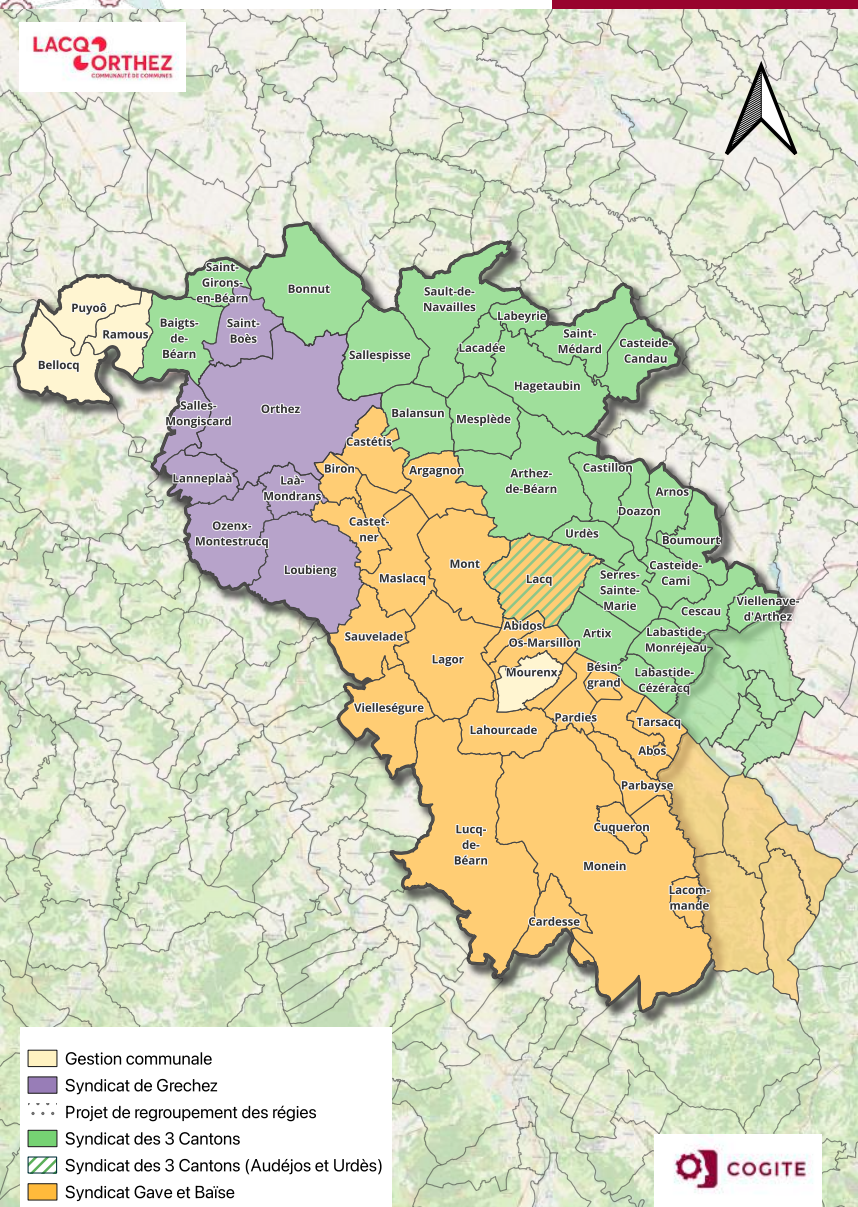 LACQ
ORTHEZ
COMMUNAUTÉ DE COMMUNES
Saint-
Girons-
en-Béarn
Bonnut
Puyoô
Ramous
Bellocq
Baigts-
de-
Béarn
Saint-
Boès
Sault-de-
Navailles
Labeyrie
Lacadée
Saint-
Médard
Casteide-
Candau
Sallespisse
Hagetaubin
Salles-
Mongiscard
Orthez
Balansun
Mesplède
Castétis
Biron
Argagnon
Arthez-
de-Béarn
Castillon
Arnos
Doazon
Lanneplaà
Laà-
Mondrans
Ozenx-
Montestrucq
Castet-
ner
Urdès
Boumourt
Loubieng
Maslacq
Mont
Lacq
Serres-
Sainte-
Marie
Casteide-
Cami
Cescau
Viellenave-
d'Arthez
Sauvelade
Abidos
Os-Marsillon
Artix
Labastide-
Monréjeau
Lagor
Mourenx
Bésin-
grand
Labastide-
Cézéracq
Vielleségure
Lahourcade
Pardies
Tarsacq
Abos
Parbayse
Lucq-
de-
Béarn
Cuqueron
Monein
Lacom-
mande
Cardesse
Gestion communale
Syndicat de Grechez
Projet de regroupement des régies
Syndicat des 3 Cantons
Syndicat des 3 Cantons (Audéjos et Urdès)
Syndicat Gave et Baïse
COGITE